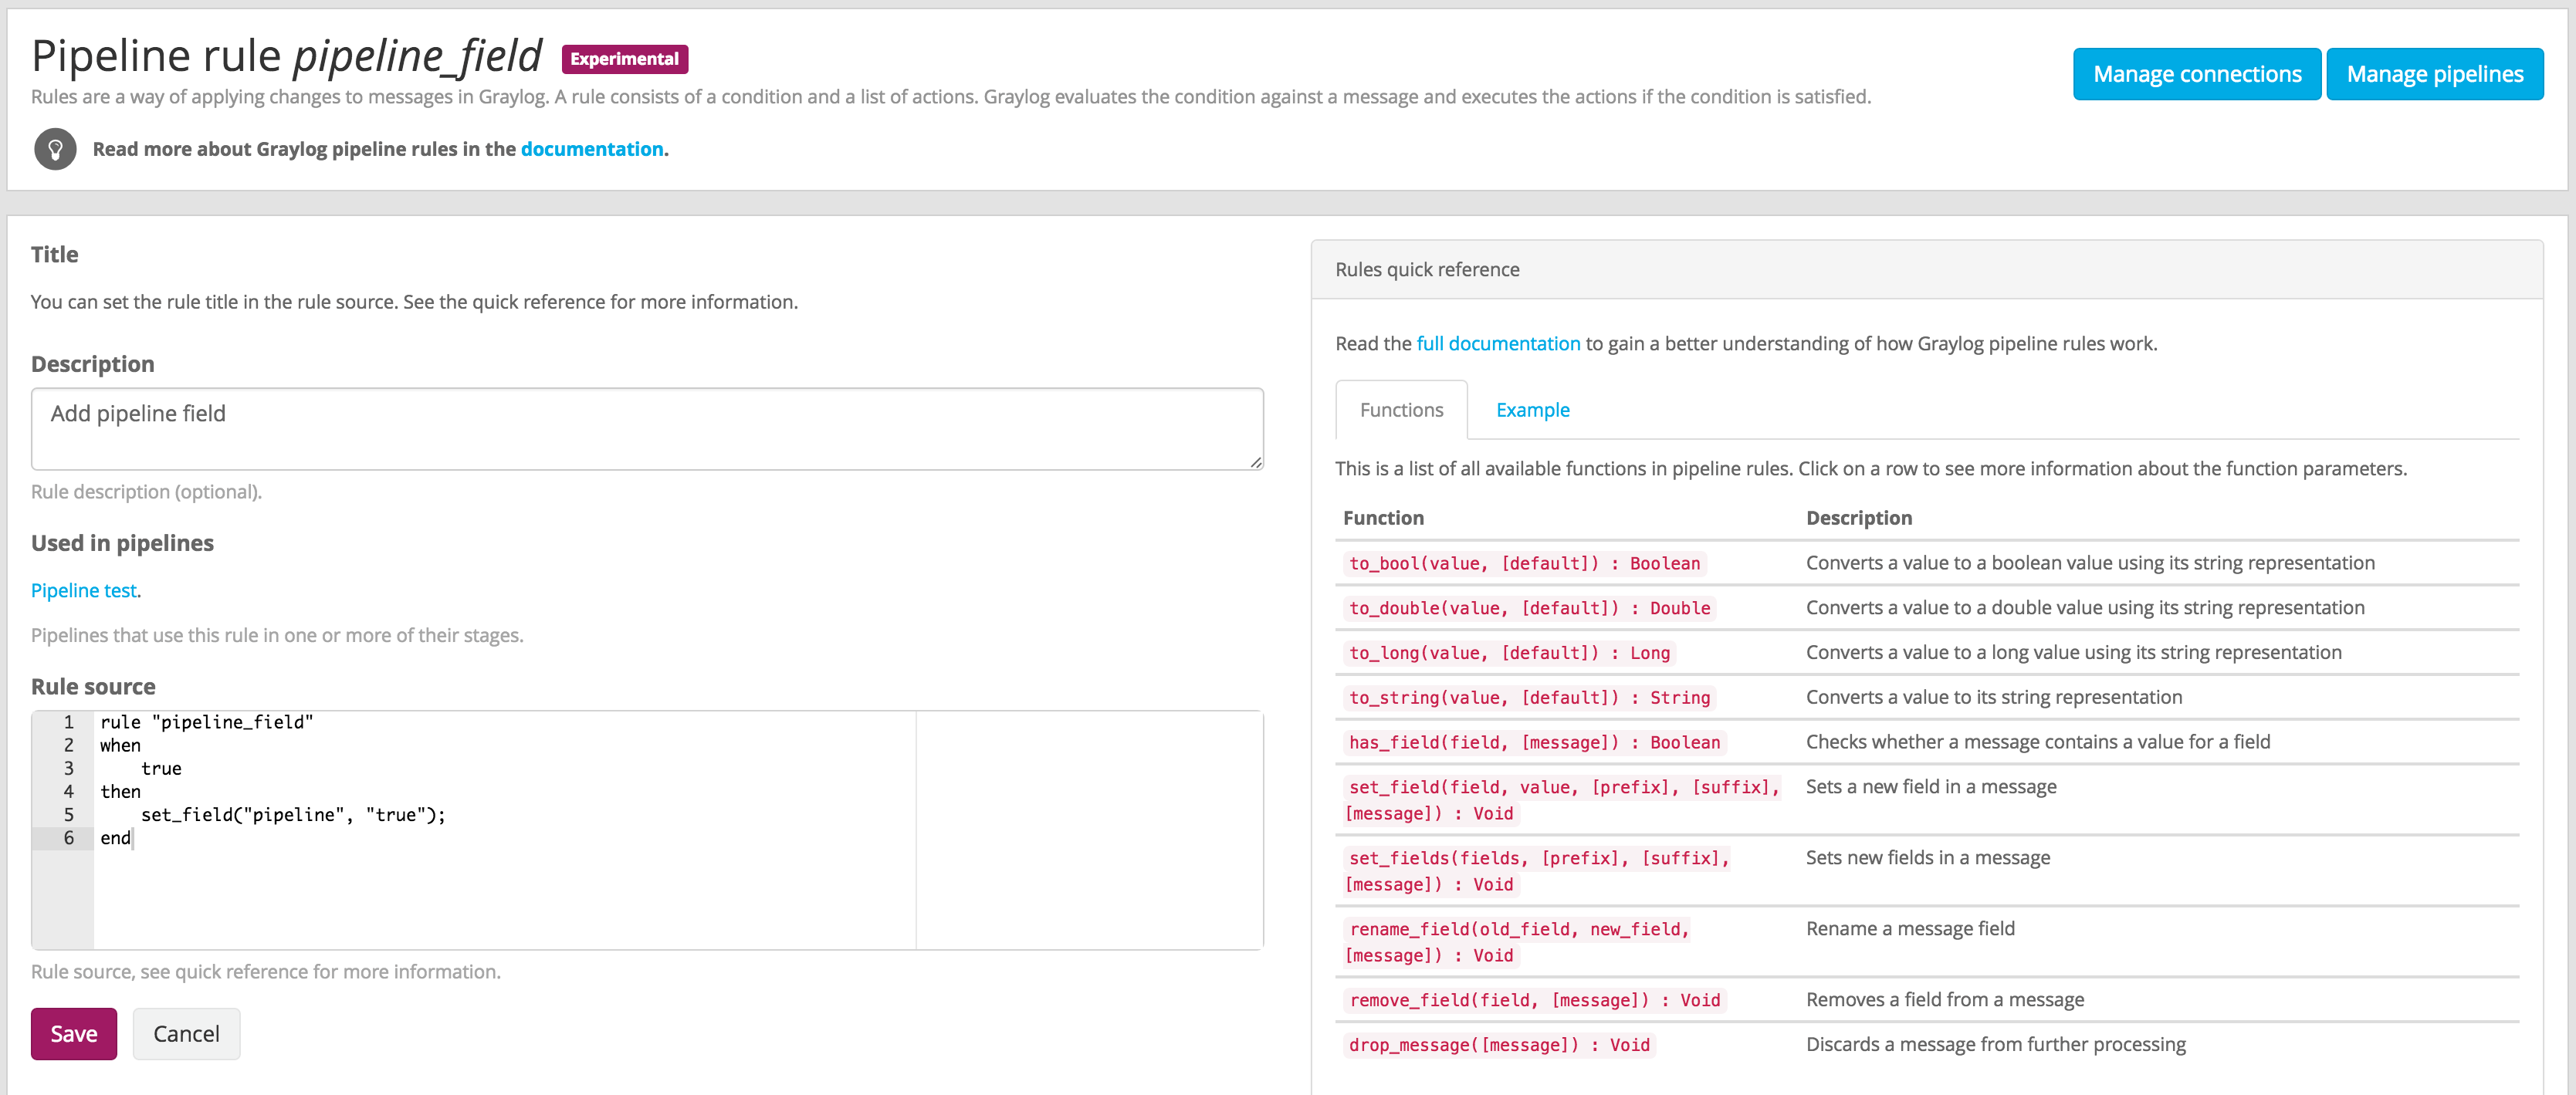 Pipeline rule pipeline_field Experimental
Manage connections Manage pipelines
Rules are a way of applying changes to messages in Graylog. A rule consists of a condition and a list of actions. Graylog evaluates the condition against a message and executes the actions if the condition is satisfied.
Read more about Graylog pipeline rules in the documentation.
Title
You can set the rule title in the rule source. See the quick reference for more information.
Description
Add pipeline field
Rule description (optional).
Used in pipelines
Pipeline test.
Pipelines that use this rule in one or more of their stages.
Rule source
1 rule "pipeline_field"
2 when
3     true
4 then
5     set_field("pipeline", "true");
6 end
Rule source, see quick reference for more information.
Save Cancel
Rules quick reference
Read the full documentation to gain a better understanding of how Graylog pipeline rules work.
Functions Example
This is a list of all available functions in pipeline rules. Click on a row to see more information about the function parameters.
Function Description
to_bool(value, [default]) : Boolean Converts a value to a boolean value using its string representation
to_double(value, [default]) : Double Converts a value to a double value using its string representation
to_long(value, [default]) : Long Converts a value to a long value using its string representation
to_string(value, [default]) : String Converts a value to its string representation
has_field(field, [message]) : Boolean Checks whether a message contains a value for a field
set_field(field, value, [prefix], [suffix], Sets a new field in a message
[message]) : Void
set_fields(fields, [prefix], [suffix], Sets new fields in a message
[message]) : Void
rename_field(old_field, new_field, Rename a message field
[message]) : Void
remove_field(field, [message]) : Void Removes a field from a message
drop_message([message]) : Void Discards a message from further processing